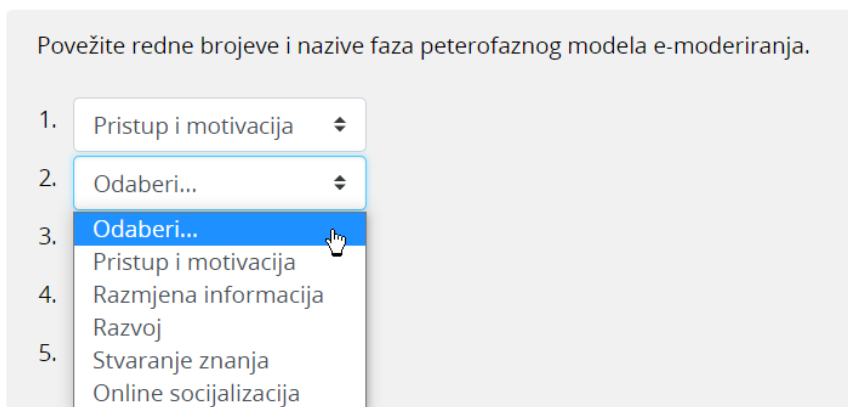 Povežite redne brojeve i nazive faza peterofaznog modela e-moderiranja.
1. Pristup i motivacija
2. Odaberi...
Odaberi...
3.
Pristup i motivacija
4. Razmjena informacija
Razvoj
5. Stvaranje znanja
Online socijalizacija